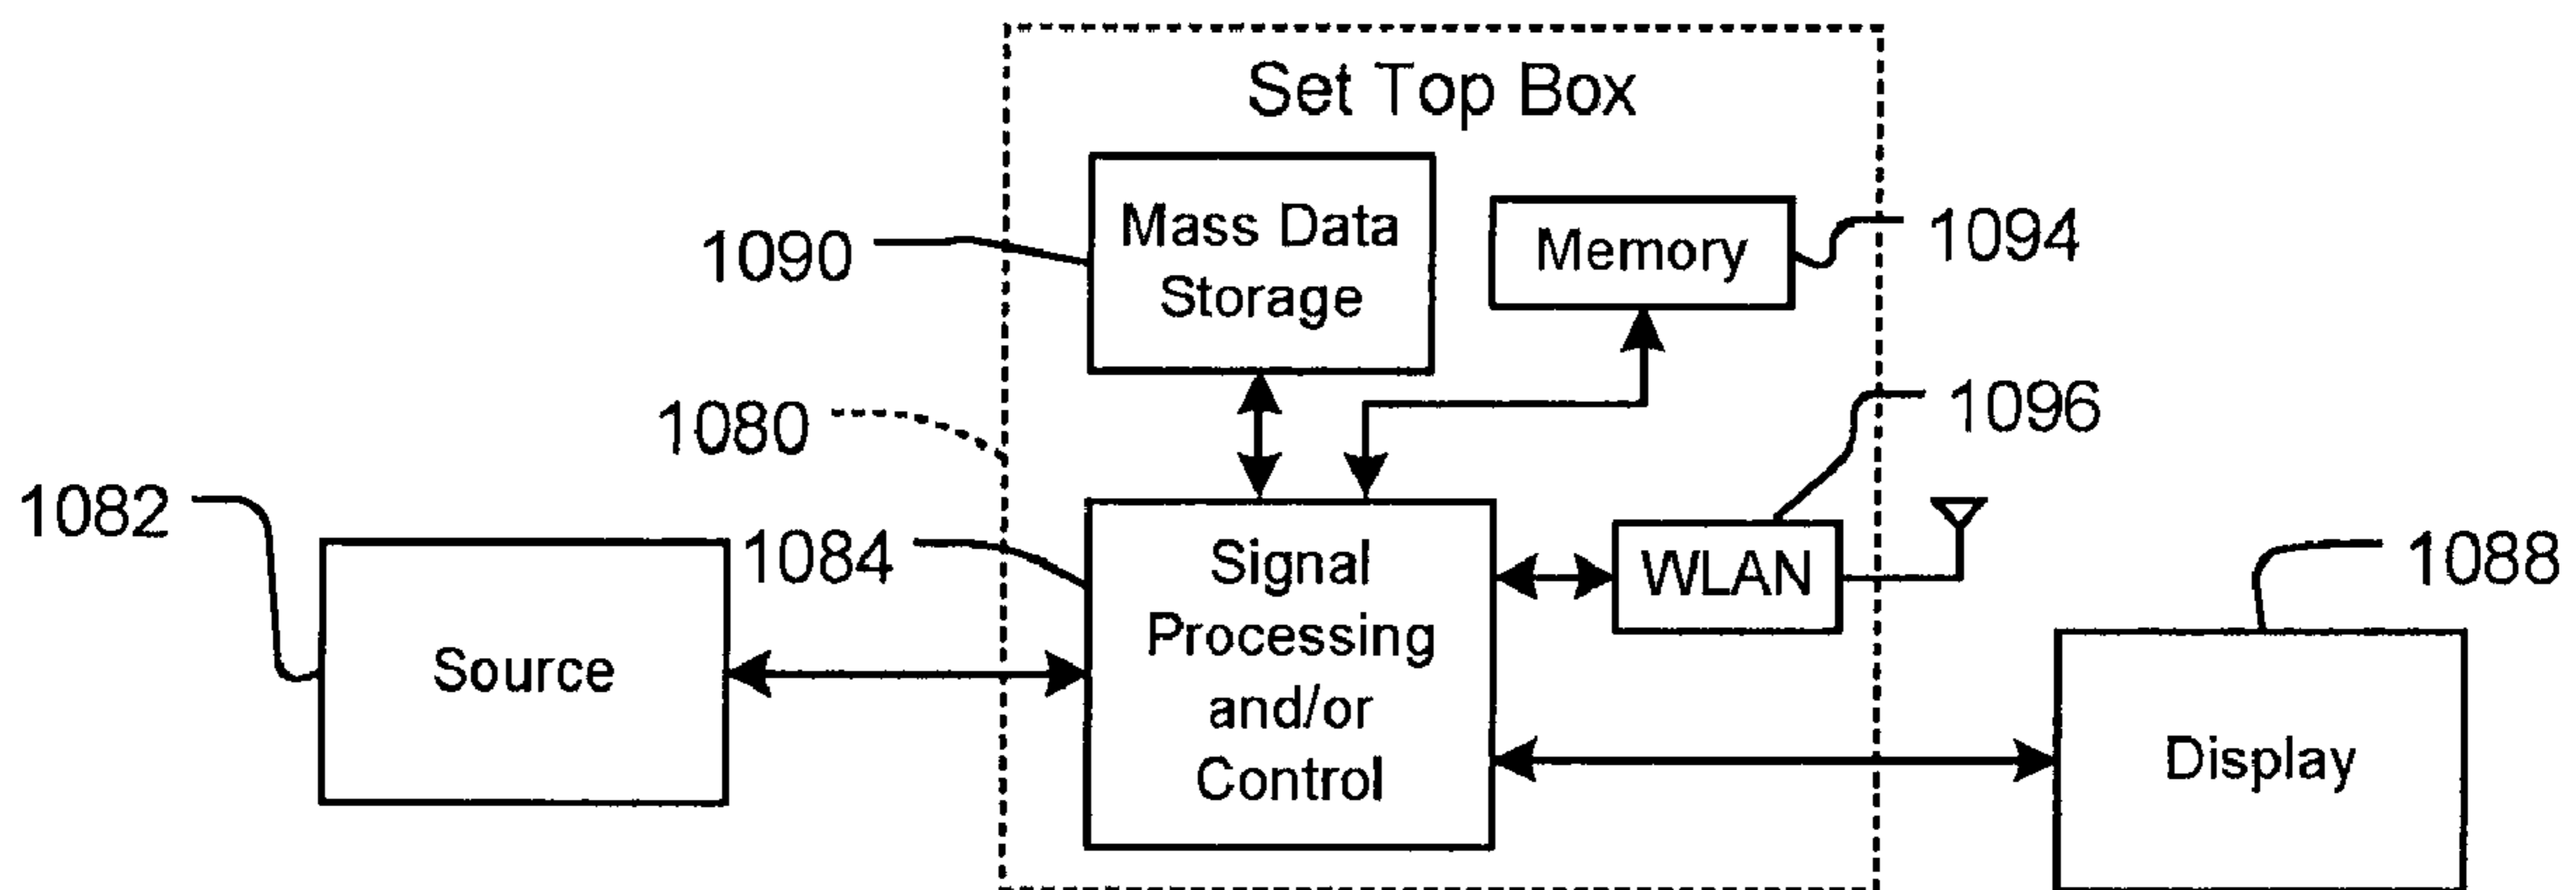 Set Top Box
Mass Data
Storage
Memory
1090
1094
1080
1096
1082
1084
Signal
Processing
and/or
Control
WLAN
1088
Source
Display